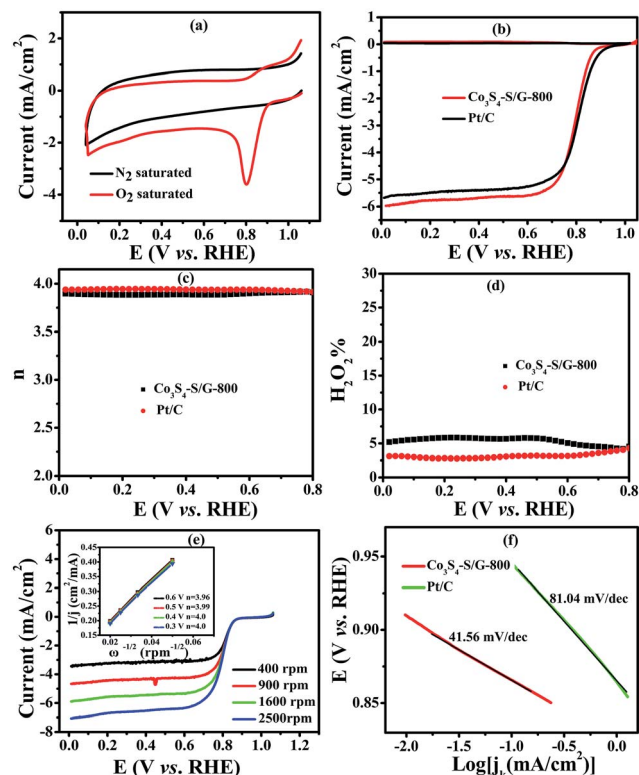 (a)
Current (mA/cm²)
2
0
-2
-4
N₂ saturated
O₂ saturated
0.0 0.2 0.4 0.6 0.8 1.0
E (V vs. RHE)
(b)
Current (mA/cm²)
1
0
-1
-2
-3
-4
-5
-6
Co₃S₄-S/G-800
Pt/C
0.0 0.2 0.4 0.6 0.8 1.0
E (V vs. RHE)
(c)
n
4.0
3.5
3.0
2.5
2.0
Co₃S₄-S/G-800
Pt/C
0.0 0.2 0.4 0.6 0.8
E (V vs. RHE)
(d)
H₂O₂%
30
25
20
15
10
5
0
Co₃S₄-S/G-800
Pt/C
0.0 0.2 0.4 0.6 0.8
E (V vs. RHE)
(e)
Current (mA/cm²)
6
4
2
0
-2
-4
-6
-8
1/j (cm²/mA)
0.40
0.35
0.30
0.25
0.20
0.15
0.02 0.04 0.06
ω⁻¹/² (rpm⁻¹/²)
0.6 V n=3.96
0.5 V n=3.99
0.4 V n=4.0
0.3 V n=4.0
400 rpm
900 rpm
1600 rpm
2500rpm
0.0 0.2 0.4 0.6 0.8 1.0
E (V vs. RHE)
(f)
E (V vs. RHE)
0.95
0.90
0.85
Co₃S₄-S/G-800
Pt/C
81.04 mV/dec
41.56 mV/dec
-2.0 -1.5 -1.0 -0.5 0.0
Log[jₖ(mA/cm²)]